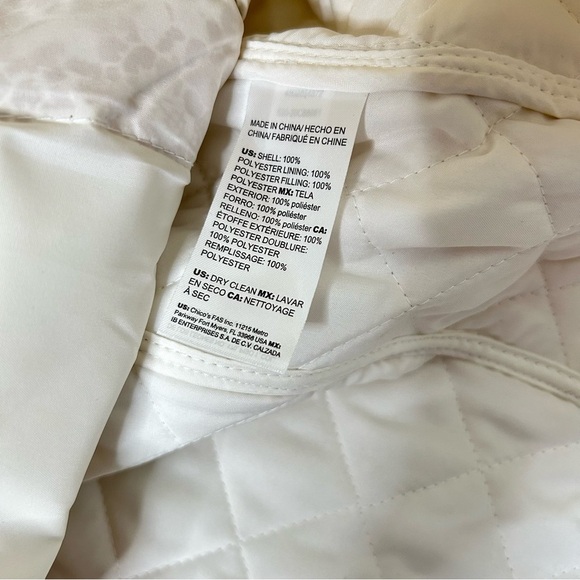 MADE IN CHINA/ HECHO EN
CHINA/ FABRIQUÉ EN CHINE
US: SHELL: 100%
POLYESTER LINING: 100%
POLYESTER FILLING: 100%
POLYESTER MX: TELA
EXTERIOR: 100% poliéster
FORRO: 100% poliéster
RELLENO: 100% poliéster CA:
ÉTOFFE EXTÉRIEURE: 100%
POLYESTER DOUBLURE:
100% POLYESTER
REMPLISSAGE: 100%
POLYESTER
US: DRY CLEAN MX: LAVAR
EN SECO CA: NETTOYAGE
À SEC
US: Chico's FAS Inc. 11215 Metro
Parkway Fort Myers, FL 33966 USA MX:
IB ENTERPRISES S.A. DE C.V. CALZADA